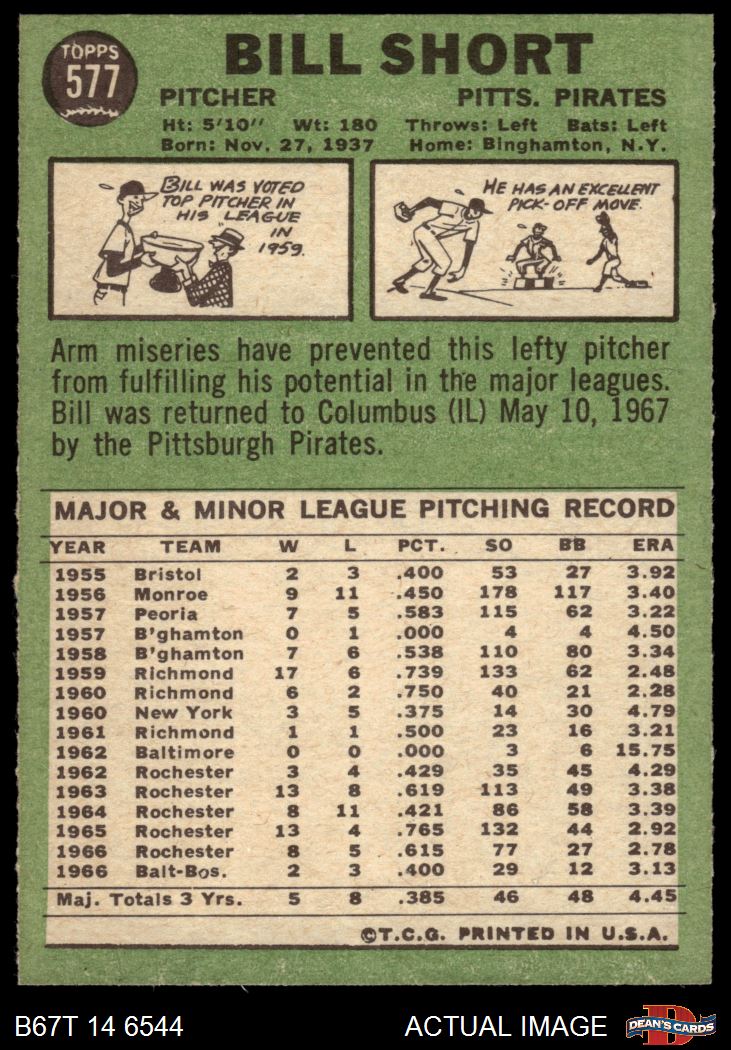 TOPPS
577
BILL SHORT
PITCHER PITTS. PIRATES
Ht: 5'10" Wt: 180 Throws: Left Bats: Left
Born: Nov. 27, 1937 Home: Binghamton, N.Y.
BILL WAS VOTED
TOP PITCHER IN
HIS LEAGUE
IN
1959.
HE HAS AN EXCELLENT
PICK-OFF MOVE.
Arm miseries have prevented this lefty pitcher
from fulfilling his potential in the major leagues.
Bill was returned to Columbus (IL) May 10, 1967
by the Pittsburgh Pirates.
MAJOR & MINOR LEAGUE PITCHING RECORD
YEAR TEAM W L PCT. SO BB ERA
1955 Bristol 2 3 .400 53 27 3.92
1956 Monroe 9 11 .450 178 117 3.40
1957 Peoria 7 5 .583 115 62 3.22
1957 B'ghamton 0 1 .000 4 4 4.50
1958 B'ghamton 7 6 .538 110 80 3.34
1959 Richmond 17 6 .739 133 62 2.48
1960 Richmond 6 2 .750 40 21 2.28
1960 New York 3 5 .375 14 30 4.79
1961 Richmond 1 1 .500 23 16 3.21
1962 Baltimore 0 0 .000 3 6 15.75
1962 Rochester 3 4 .429 35 45 4.29
1963 Rochester 13 8 .619 113 49 3.38
1964 Rochester 8 11 .421 86 58 3.39
1965 Rochester 13 4 .765 132 44 2.92
1966 Rochester 8 5 .615 77 27 2.78
1966 Balt-Bos. 2 3 .400 29 12 3.13
Maj. Totals 3 Yrs. 5 8 .385 46 48 4.45
©T.C.G. PRINTED IN U.S.A.
B67T 14 6544 ACTUAL IMAGE D DEAN'S CARDS